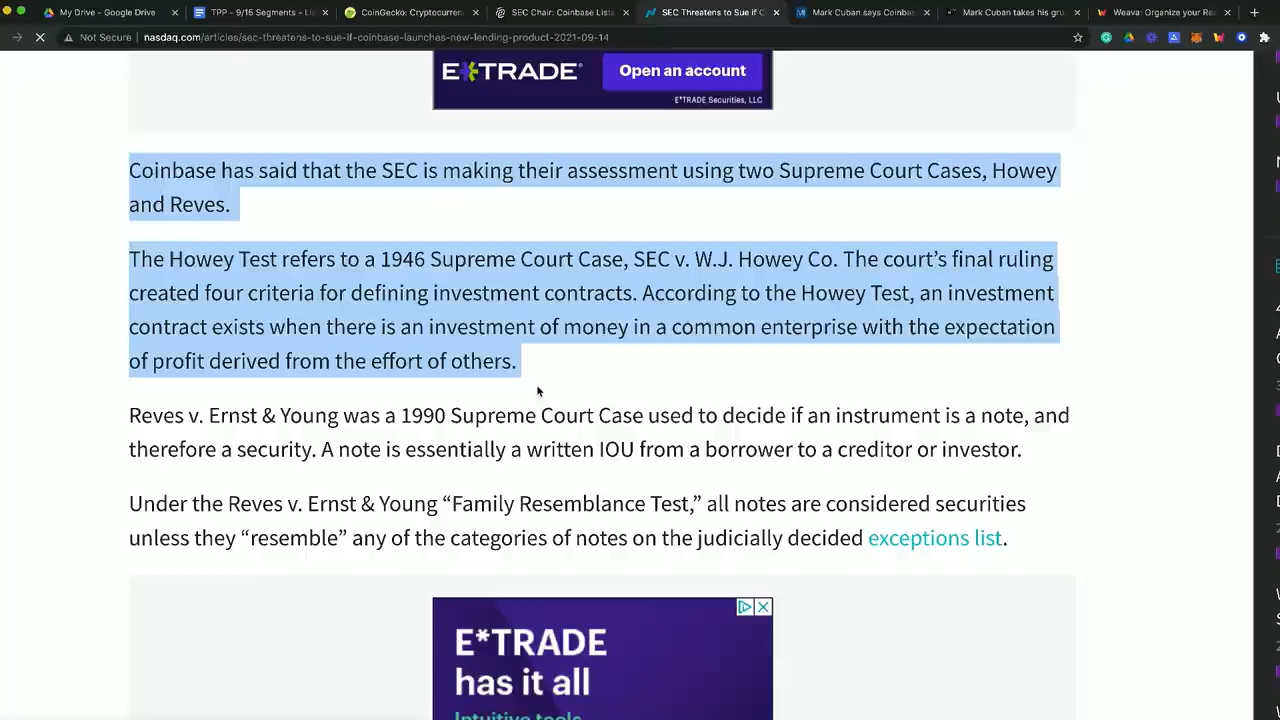 My Drive - Google Drive
TPP - 9/15 Segments - Li
CoinGecko: Cryptocurren
SEC Chair: Coinbase Liste
SEC Threatens to Sue if C
Mark Cuban says Coinbas
Mark Cuban takes his gru
Weava: Organize your Re
Not Secure | nasdaq.com/articles/sec-threatens-to-sue-if-coinbase-launches-new-lending-product-2021-09-14
E*TRADE
Open an account
E*TRADE Securities, LLC
Coinbase has said that the SEC is making their assessment using two Supreme Court Cases, Howey
and Reves.
The Howey Test refers to a 1946 Supreme Court Case, SEC v. W.J. Howey Co. The court’s final ruling
created four criteria for defining investment contracts. According to the Howey Test, an investment
contract exists when there is an investment of money in a common enterprise with the expectation
of profit derived from the effort of others.
Reves v. Ernst & Young was a 1990 Supreme Court Case used to decide if an instrument is a note, and
therefore a security. A note is essentially a written IOU from a borrower to a creditor or investor.
Under the Reves v. Ernst & Young “Family Resemblance Test,” all notes are considered securities
unless they “resemble” any of the categories of notes on the judicially decided exceptions list.
E*TRADE
has it all
Intuitive tools